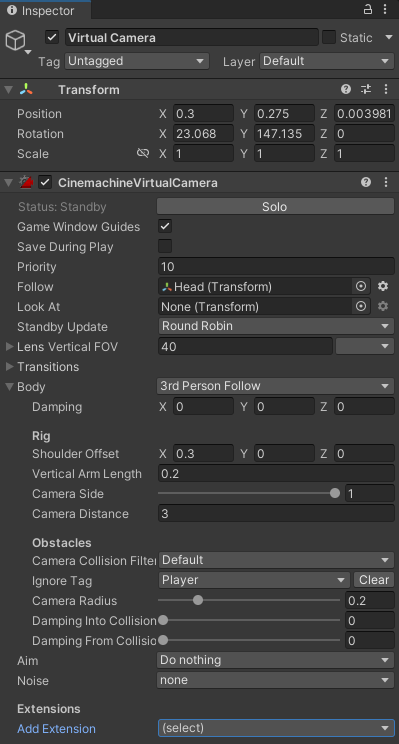 Inspector
Virtual Camera Static
Tag Untagged Layer Default
Transform
Position X 0.3 Y 0.275 Z 0.003981
Rotation X 23.068 Y 147.135 Z 0
Scale X 1 Y 1 Z 1
CinemachineVirtualCamera
Status: Standby Solo
Game Window Guides
Save During Play
Priority 10
Follow Head (Transform)
Look At None (Transform)
Standby Update Round Robin
Lens Vertical FOV 40
Transitions
Body 3rd Person Follow
Damping X 0 Y 0 Z 0
Rig
Shoulder Offset X 0.3 Y 0 Z 0
Vertical Arm Length 0.2
Camera Side 1
Camera Distance 3
Obstacles
Camera Collision Filter Default
Ignore Tag Player Clear
Camera Radius 0.2
Damping Into Collision 0
Damping From Collisio 0
Aim Do nothing
Noise none
Extensions
Add Extension (select)